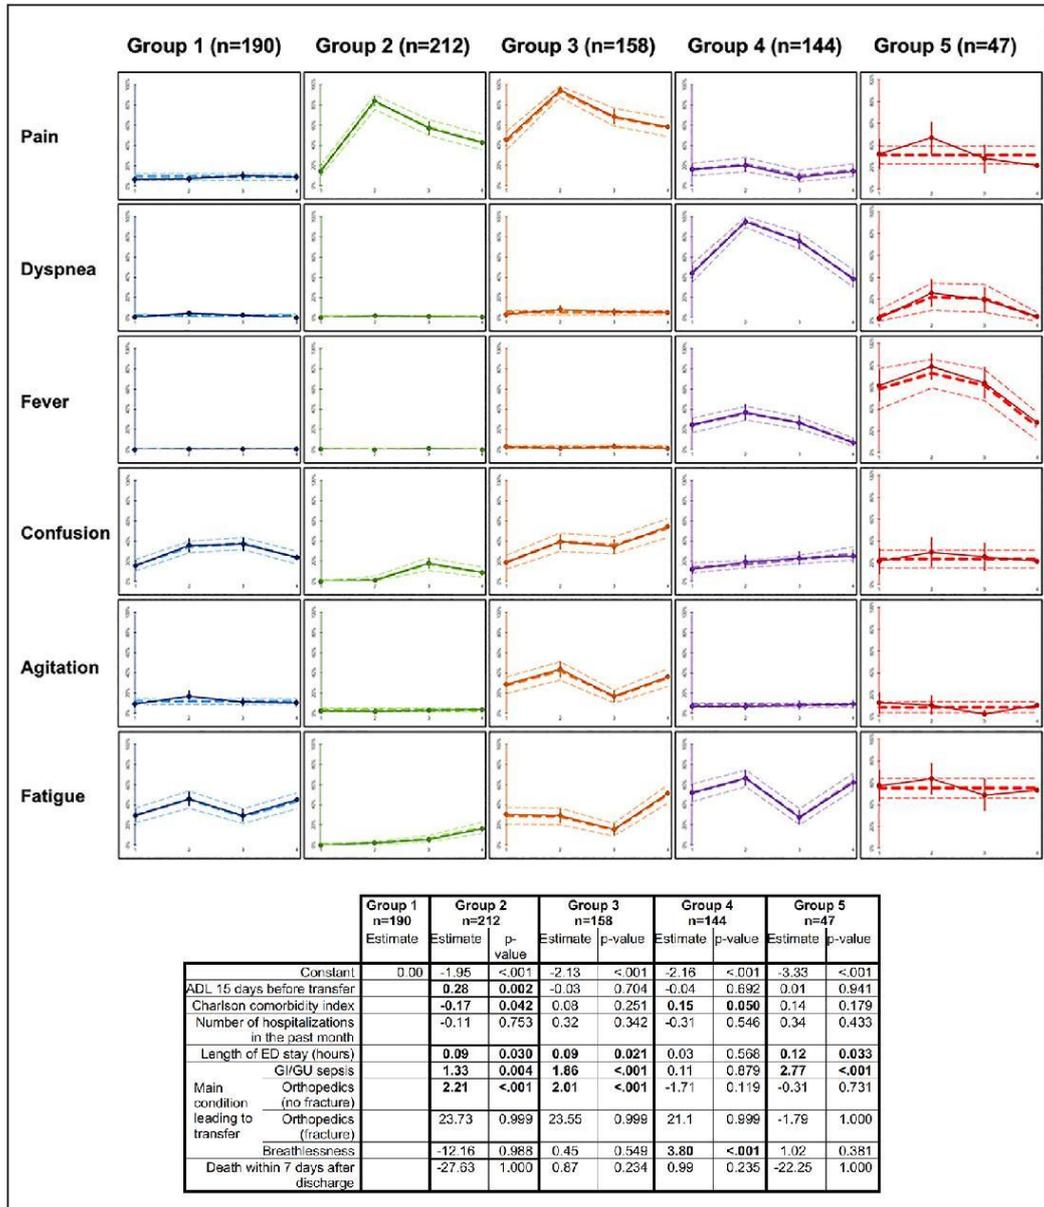 Group 1 (n=190) Group 2 (n=212) Group 3 (n=158) Group 4 (n=144) Group 5 (n=47)
Pain
Dyspnea
Fever
Confusion
Agitation
Fatigue
Group 1 Group 2 Group 3 Group 4 Group 5
n=190 n=212 n=158 n=144 n=47
Estimate Estimate p- Estimate p-value Estimate p-value Estimate p-value
value
Constant 0.00 -1.95 <.001 -2.13 <.001 -2.16 <.001 -3.33 <.001
ADL 15 days before transfer 0.28 0.002 -0.03 0.704 -0.04 0.692 0.01 0.941
Charlson comorbidity index -0.17 0.042 0.08 0.251 0.15 0.050 0.14 0.179
Number of hospitalizations -0.11 0.753 0.32 0.342 -0.31 0.546 0.34 0.433
in the past month
Length of ED stay (hours) 0.09 0.030 0.09 0.021 0.03 0.568 0.12 0.033
GI/GU sepsis 1.33 0.004 1.86 <.001 0.11 0.879 2.77 <.001
Main Orthopedics 2.21 <.001 2.01 <.001 -1.71 0.119 -0.31 0.731
condition (no fracture)
leading to Orthopedics 23.73 0.999 23.55 0.999 21.1 0.999 -1.79 1.000
transfer (fracture)
Breathlessness -12.16 0.988 0.45 0.549 3.80 <.001 1.02 0.381
Death within 7 days after -27.63 1.000 0.87 0.234 0.99 0.235 -22.25 1.000
discharge